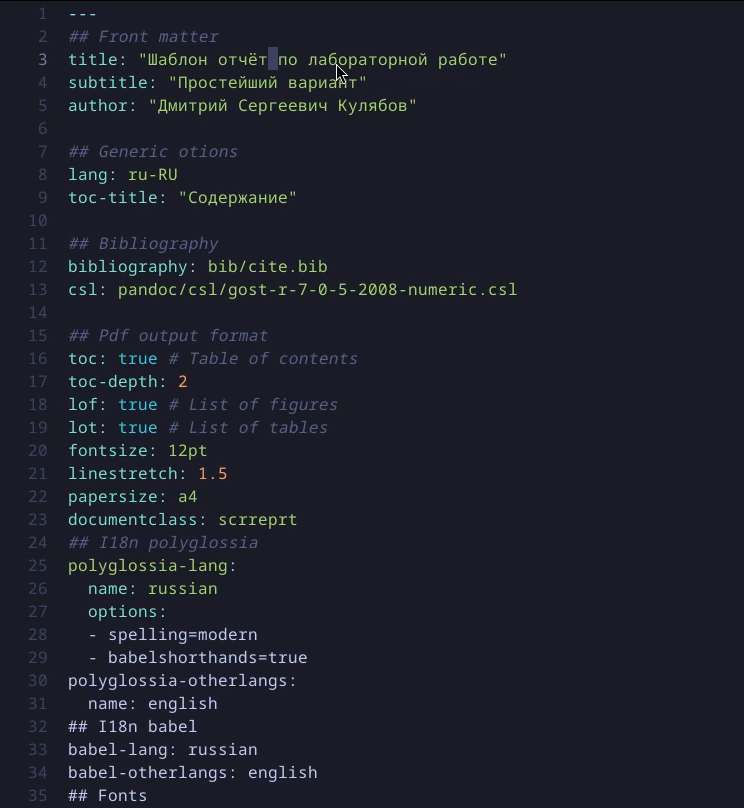 1 ---
2 ## Front matter
3 title: "Шаблон отчёт по лабораторной работе"
4 subtitle: "Простейший вариант"
5 author: "Дмитрий Сергеевич Кулябов"
6
7 ## Generic otions
8 lang: ru-RU
9 toc-title: "Содержание"
10
11 ## Bibliography
12 bibliography: bib/cite.bib
13 csl: pandoc/csl/gost-r-7-0-5-2008-numeric.csl
14
15 ## Pdf output format
16 toc: true # Table of contents
17 toc-depth: 2
18 lof: true # List of figures
19 lot: true # List of tables
20 fontsize: 12pt
21 linestretch: 1.5
22 papersize: a4
23 documentclass: scrreprt
24 ## I18n polyglossia
25 polyglossia-lang:
26   name: russian
27   options:
28   - spelling=modern
29   - babelshorthands=true
30 polyglossia-otherlangs:
31   name: english
32 ## I18n babel
33 babel-lang: russian
34 babel-otherlangs: english
35 ## Fonts